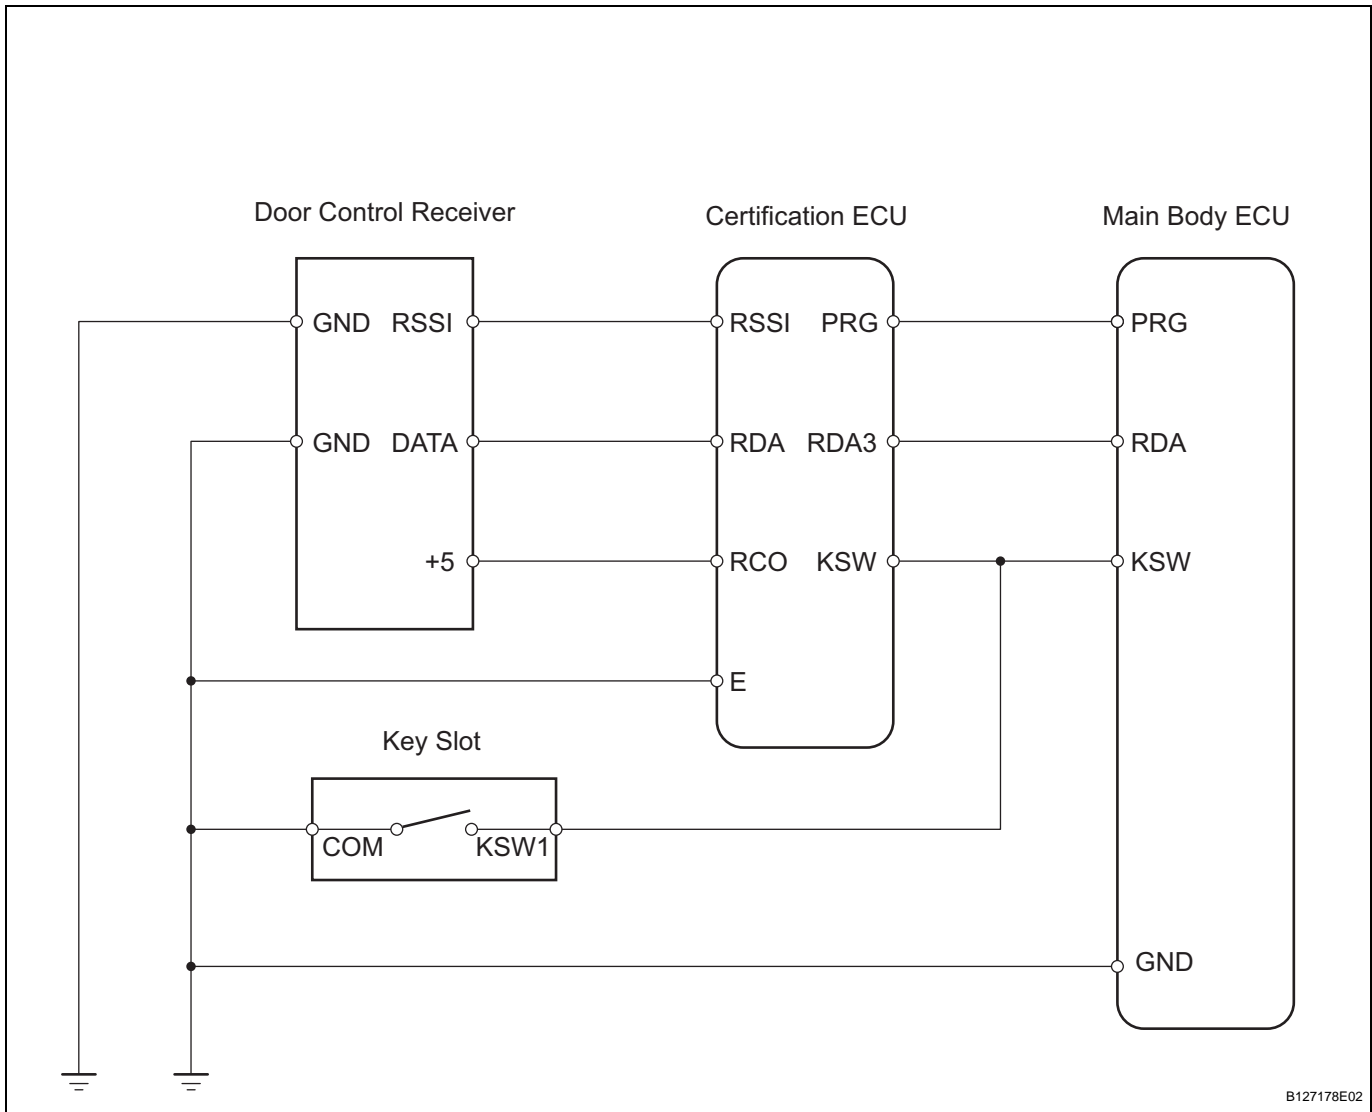 Door Control Receiver
Certification ECU
Main Body ECU
GND RSSI
RSSI PRG
PRG
GND DATA
RDA RDA3
RDA
+5
RCO KSW
KSW
E
Key Slot
COM KSW1
GND
B127178E02